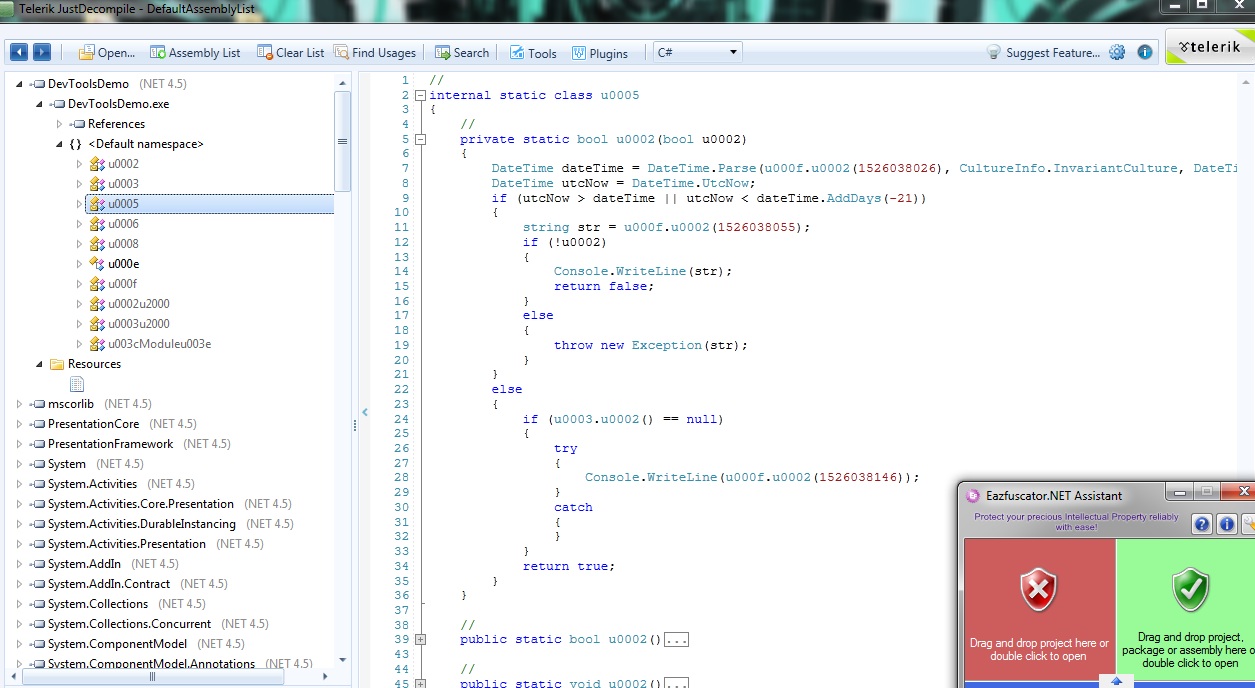 Telerik JustDecompile - DefaultAssemblyList
Open... Assembly List Clear List Find Usages Search Tools Plugins C# Suggest Feature... telerik
DevToolsDemo (NET 4.5)
DevToolsDemo.exe
References
{ } <Default namespace>
u0002
u0003
u0005
u0006
u0008
u000e
u000f
u0002u2000
u0003u2000
u003cModuleu003e
Resources
mscorlib (NET 4.5)
PresentationCore (NET 4.5)
PresentationFramework (NET 4.5)
System (NET 4.5)
System.Activities (NET 4.5)
System.Activities.Core.Presentation (NET 4.5)
System.Activities.DurableInstancing (NET 4.5)
System.Activities.Presentation (NET 4.5)
System.AddIn (NET 4.5)
System.AddIn.Contract (NET 4.5)
System.Collections (NET 4.5)
System.Collections.Concurrent (NET 4.5)
System.ComponentModel (NET 4.5)
System.ComponentModel.Annotations (NET 4.5)
1 //
2 internal static class u0005
3 {
4 //
5 private static bool u0002(bool u0002)
6 {
7 DateTime dateTime = DateTime.Parse(u000f.u0002(1526038026), CultureInfo.InvariantCulture, DateTi
8 DateTime utcNow = DateTime.UtcNow;
9 if (utcNow > dateTime || utcNow < dateTime.AddDays(-21))
10 {
11 string str = u000f.u0002(1526038055);
12 if (!u0002)
13 {
14 Console.WriteLine(str);
15 return false;
16 }
17 else
18 {
19 throw new Exception(str);
20 }
21 }
22 else
23 {
24 if (u0003.u0002() == null)
25 {
26 try
27 {
28 Console.WriteLine(u000f.u0002(1526038146));
29 }
30 catch
31 {
32 }
33 }
34 return true;
35 }
36 }
37
38 //
39 public static bool u0002()...
43
44 //
45 public static void u0002()...
Eazfuscator.NET Assistant
Protect your precious Intellectual Property reliably
with ease!
Drag and drop project here or
double click to open
Drag and drop project,
package or assembly here o
double click to open